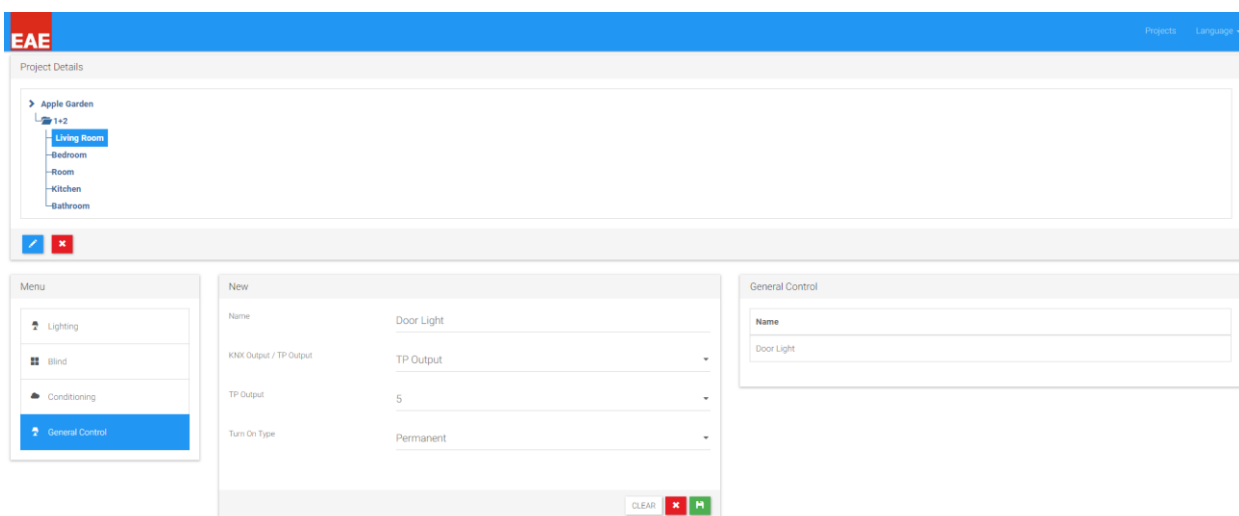 EAE
Projects Language
Project Details
Apple Garden
1+2
Living Room
Bedroom
Room
Kitchen
Bathroom
Menu
Lighting
Blind
Conditioning
General Control
New
Name Door Light
KNX Output / TP Output TP Output
TP Output 5
Turn On Type Permanent
CLEAR
General Control
Name
Door Light